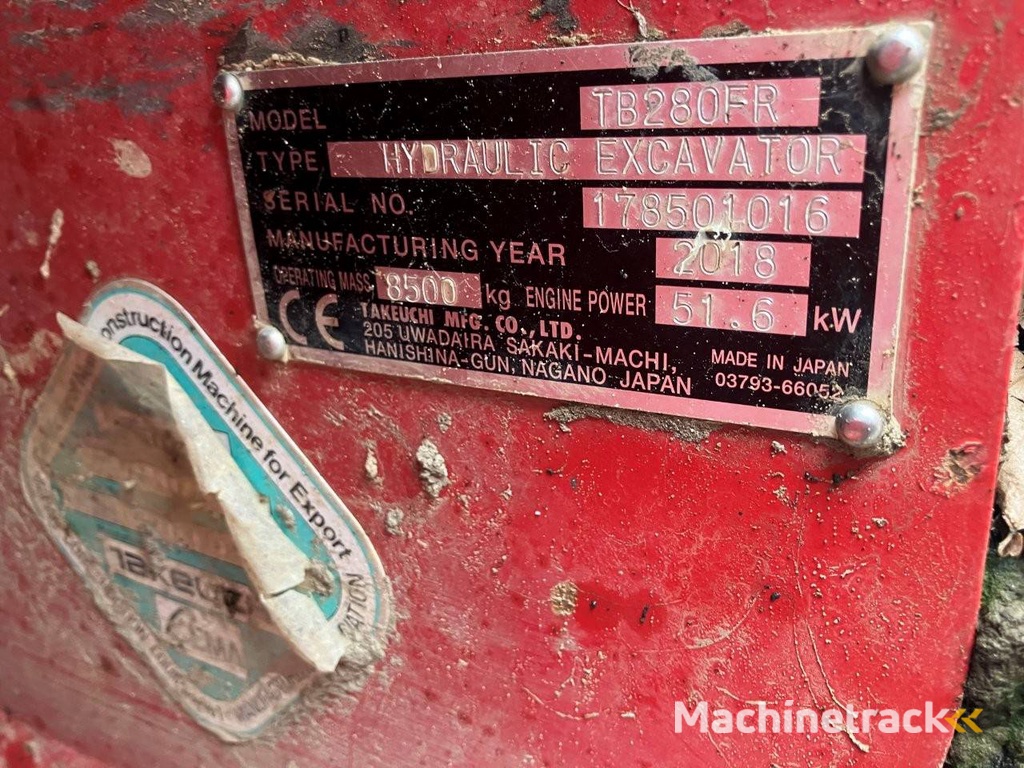 MODEL TB280FR
TYPE HYDRAULIC EXCAVATOR
SERIAL NO. 178501016
MANUFACTURING YEAR 2018
OPERATING MASS 8500 kg ENGINE POWER 51.6 kW
CE
TAKEUCHI MFG. CO., LTD.
205 UWADAIRA SAKAKI-MACHI,
HANISHINA-GUN, NAGANO JAPAN
MADE IN JAPAN
03793-66052
Construction Machine for Export
Machinetrack